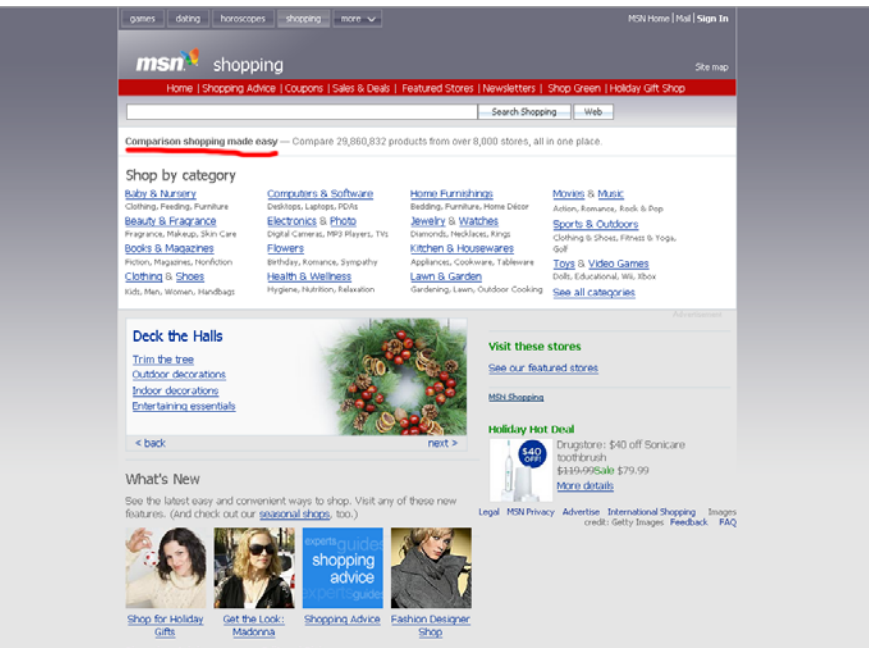 games dating horoscopes shopping more
MSN Home | Mail | Sign In
msn shopping
Site map
Home | Shopping Advice | Coupons | Sales & Deals | Featured Stores | Newsletters | Shop Green | Holiday Gift Shop
Search Shopping Web
Comparison shopping made easy — Compare 29,860,832 products from over 8,000 stores, all in one place.
Shop by category
Baby & Nursery
Clothing, Feeding, Furniture
Beauty & Fragrance
Fragrance, Makeup, Skin Care
Books & Magazines
Fiction, Magazines, Nonfiction
Clothing & Shoes
Kids, Men, Women, Handbags
Computers & Software
Desktops, Laptops, PDAs
Electronics & Photo
Digital Cameras, MP3 Players, TVs
Flowers
Birthday, Romance, Sympathy
Health & Wellness
Hygiene, Nutrition, Relaxation
Home Furnishings
Bedding, Furniture, Home Décor
Jewelry & Watches
Diamonds, Necklaces, Rings
Kitchen & Housewares
Appliances, Cookware, Tableware
Lawn & Garden
Gardening, Lawn, Outdoor Cooking
Movies & Music
Action, Romance, Rock & Pop
Sports & Outdoors
Clothing & Shoes, Fitness & Yoga,
Golf
Toys & Video Games
Dolls, Educational, Wii, Xbox
See all categories
Advertisement
Deck the Halls
Trim the tree
Outdoor decorations
Indoor decorations
Entertaining essentials
< back
next >
Visit these stores
See our featured stores
MSN Shopping
Holiday Hot Deal
$40
OFF!
Drugstore: $40 off Sonicare
toothbrush
$119.99Sale $79.99
More details
Legal MSN Privacy Advertise International Shopping Images
credit: Getty Images Feedback FAQ
What's New
See the latest easy and convenient ways to shop. Visit any of these new
features. (And check out our seasonal shops, too.)
experts guides
shopping
advice
experts guides
Shop for Holiday
Gifts
Get the Look:
Madonna
Shopping Advice
Fashion Designer
Shop